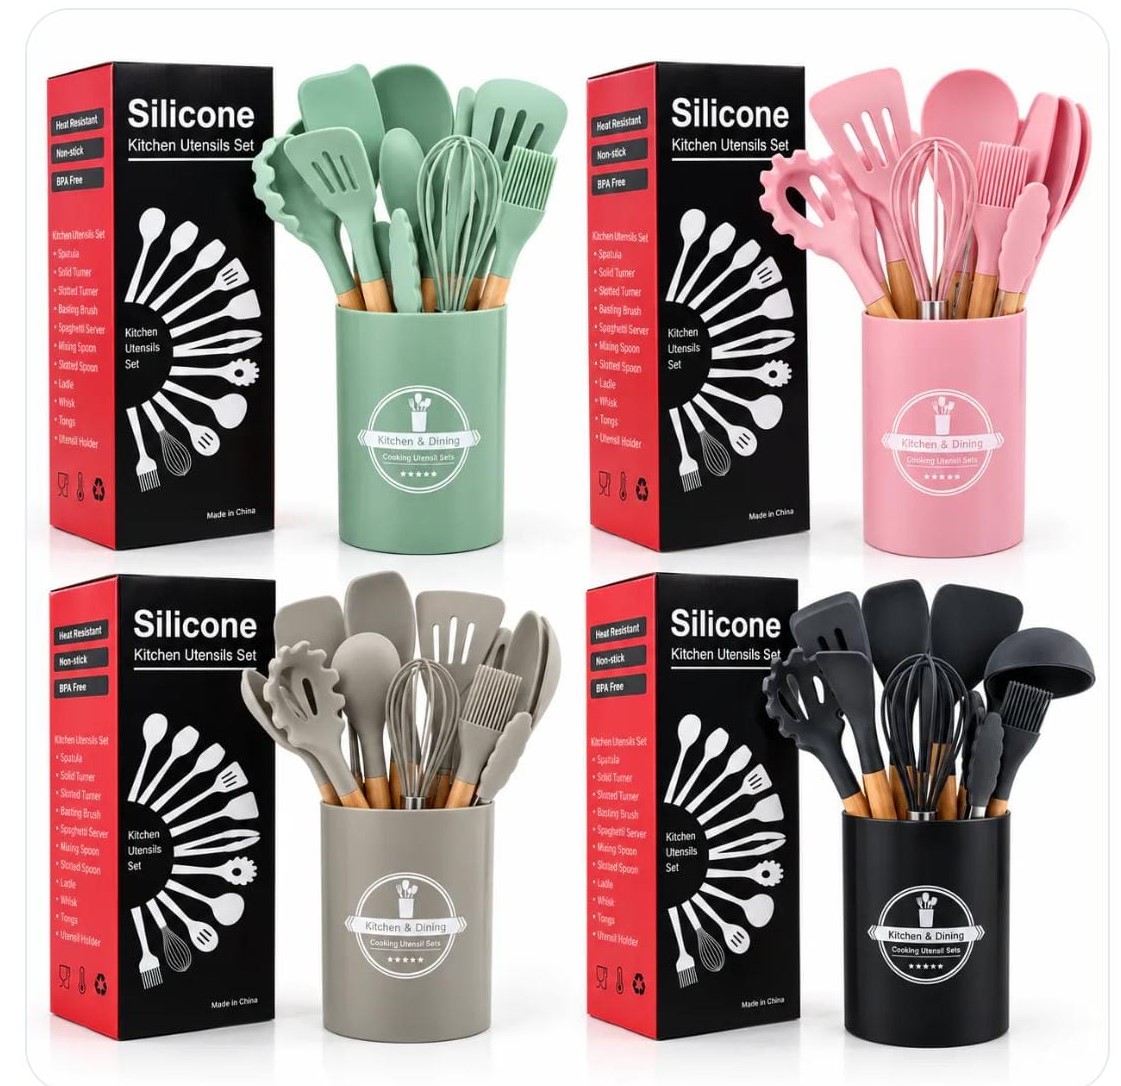 Silicone
Kitchen Utensils Set
Heat Resistant
Non-stick
BPA Free
Kitchen Utensils Set
• Spatula
• Solid Turner
• Slotted Turner
• Basting Brush
• Spaghetti Server
• Mixing Spoon
• Slotted Spoon
• Ladle
• Whisk
• Tongs
• Utensil Holder
Kitchen
Utensils
Set
Made in China
Kitchen & Dining
Cooking Utensil Sets
Silicone
Kitchen Utensils Set
Heat Resistant
Non-stick
BPA Free
Kitchen Utensils Set
• Spatula
• Solid Turner
• Slotted Turner
• Basting Brush
• Spaghetti Server
• Mixing Spoon
• Slotted Spoon
• Ladle
• Whisk
• Tongs
• Utensil Holder
Kitchen
Utensils
Set
Made in China
Kitchen & Dining
Cooking Utensil Sets
Silicone
Kitchen Utensils Set
Heat Resistant
Non-stick
BPA Free
Kitchen Utensils Set
• Spatula
• Solid Turner
• Slotted Turner
• Basting Brush
• Spaghetti Server
• Mixing Spoon
• Slotted Spoon
• Ladle
• Whisk
• Tongs
• Utensil Holder
Kitchen
Utensils
Set
Made in China
Kitchen & Dining
Cooking Utensil Sets
Silicone
Kitchen Utensils Set
Heat Resistant
Non-stick
BPA Free
Kitchen Utensils Set
• Spatula
• Solid Turner
• Slotted Turner
• Basting Brush
• Spaghetti Server
• Mixing Spoon
• Slotted Spoon
• Ladle
• Whisk
• Tongs
• Utensil Holder
Kitchen
Utensils
Set
Made in China
Kitchen & Dining
Cooking Utensil Sets